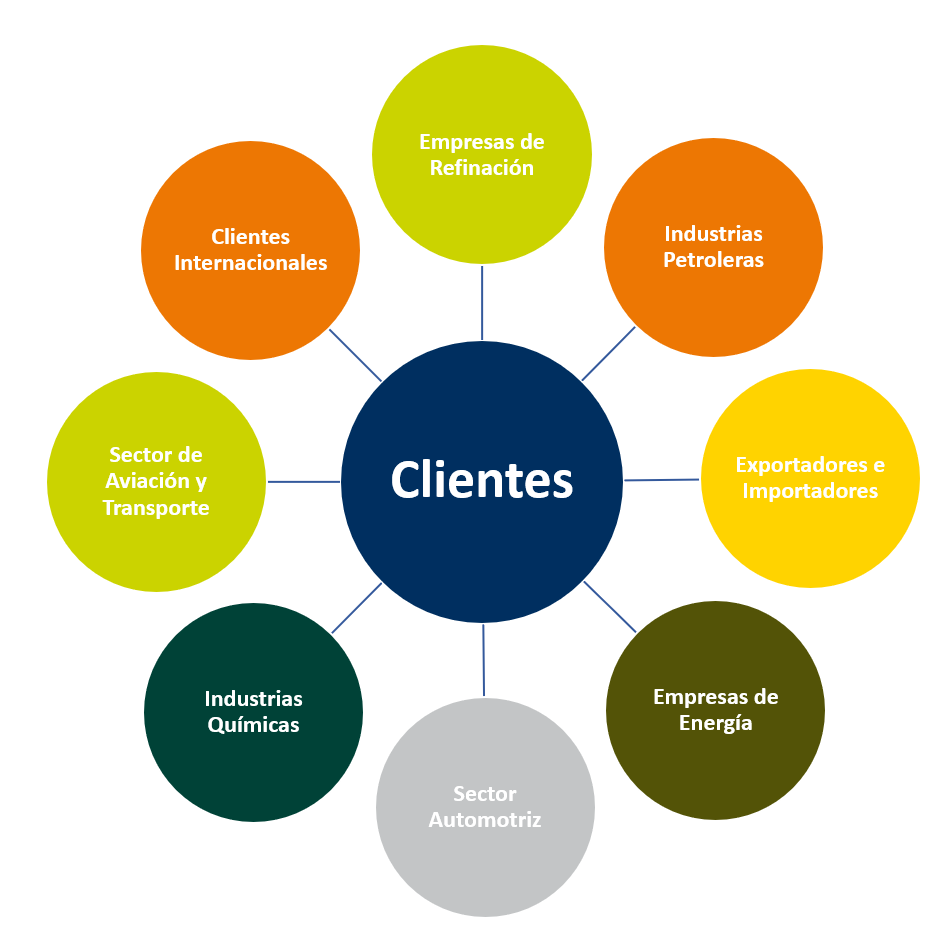 Empresas de
Refinación
Industrias
Petroleras
Clientes
Internacionales
Exportadores e
Importadores
Clientes
Sector de
Aviación y
Transporte
Empresas de
Energía
Industrias
Químicas
Sector
Automotriz